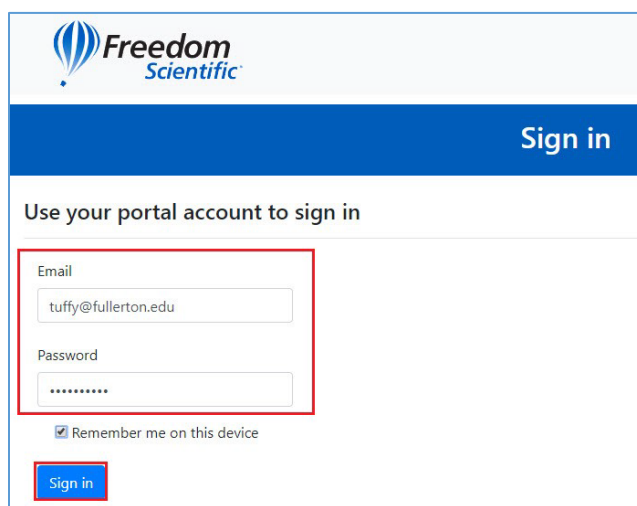 Freedom
Scientific
Sign in
Use your portal account to sign in
Email
tuffy@fullerton.edu
Password
••••••••••
Remember me on this device
Sign in